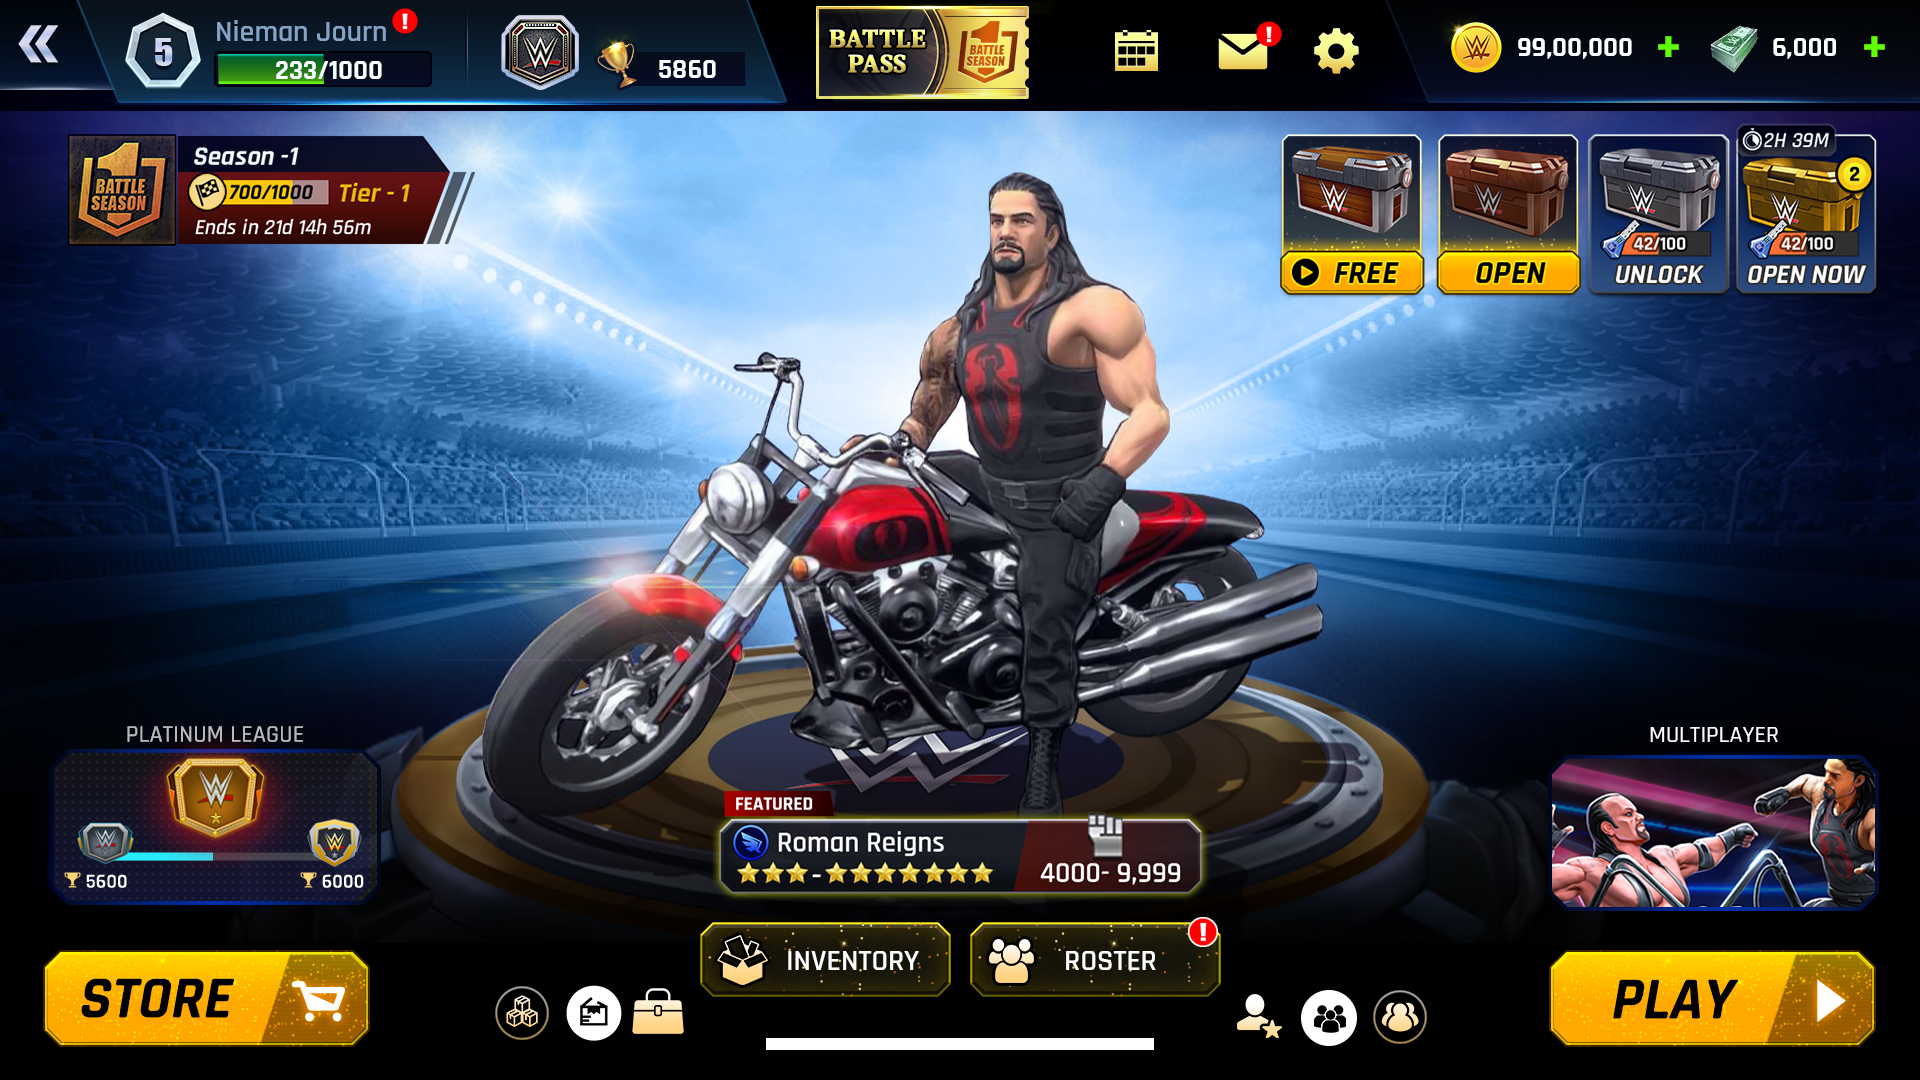 5
Nieman Journ
!
233/1000
5860
BATTLE
PASS
BATTLE
SEASON
!
99,00,000
6,000
BATTLE
SEASON
Season -1
700/1000
Tier - 1
Ends in 21d 14h 56m
FREE
OPEN
42/100
UNLOCK
2H 39M
2
42/100
OPEN NOW
PLATINUM LEAGUE
5600
6000
MULTIPLAYER
FEATURED
Roman Reigns
-
4000- 9,999
INVENTORY
ROSTER
!
STORE
PLAY